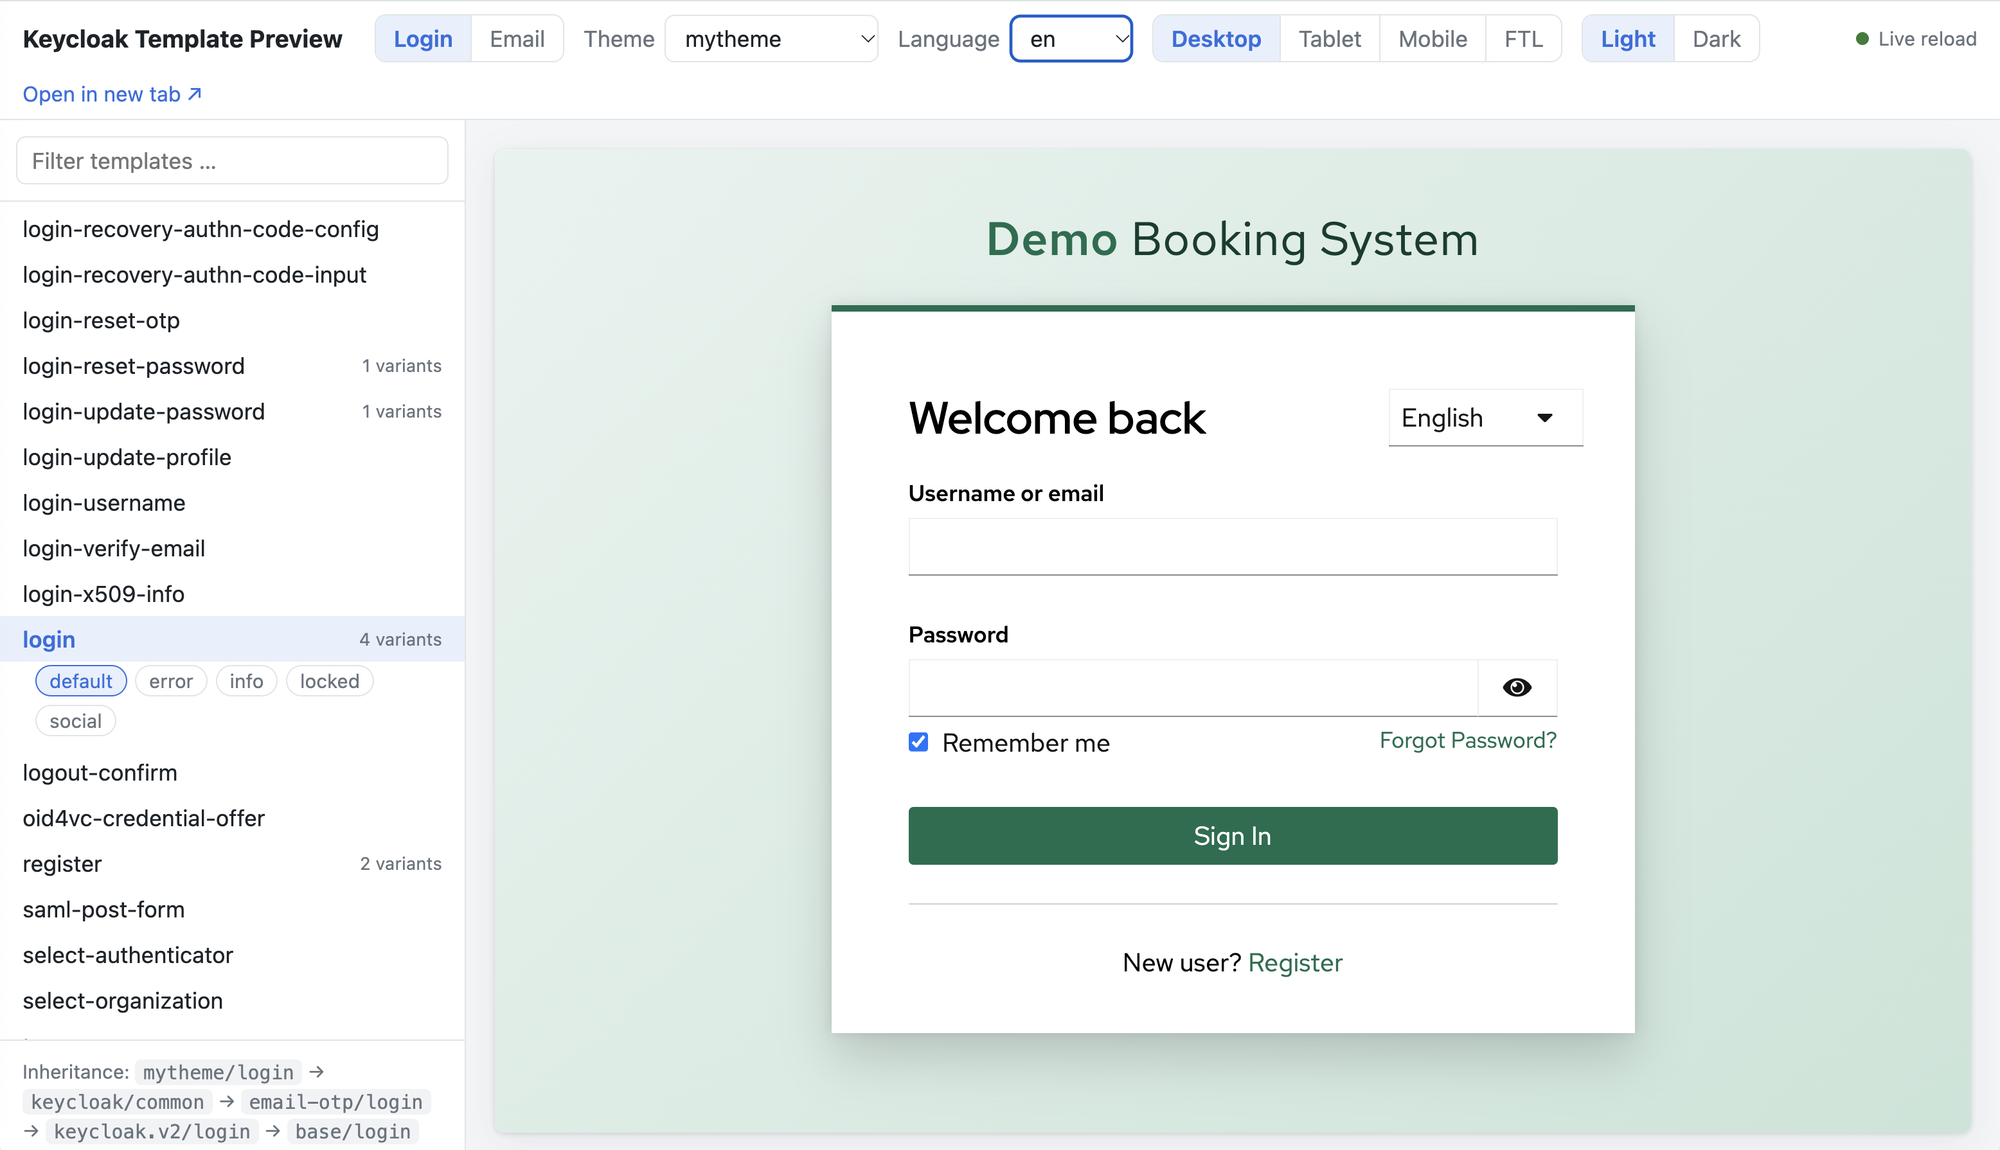 Keycloak Template Preview
Login
Email
Theme
mytheme
Language
en
Desktop
Tablet
Mobile
FTL
Light
Dark
Live reload
Open in new tab ↗
Filter templates ...
login-recovery-authn-code-config
login-recovery-authn-code-input
login-reset-otp
login-reset-password 1 variants
login-update-password 1 variants
login-update-profile
login-username
login-verify-email
login-x509-info
login 4 variants
default error info locked
social
logout-confirm
oid4vc-credential-offer
register 2 variants
saml-post-form
select-authenticator
select-organization
Inheritance: mytheme/login →
keycloak/common → email-otp/login
→ keycloak.v2/login → base/login
Demo Booking System
Welcome back
English
Username or email
Password
Remember me
Forgot Password?
Sign In
New user? Register